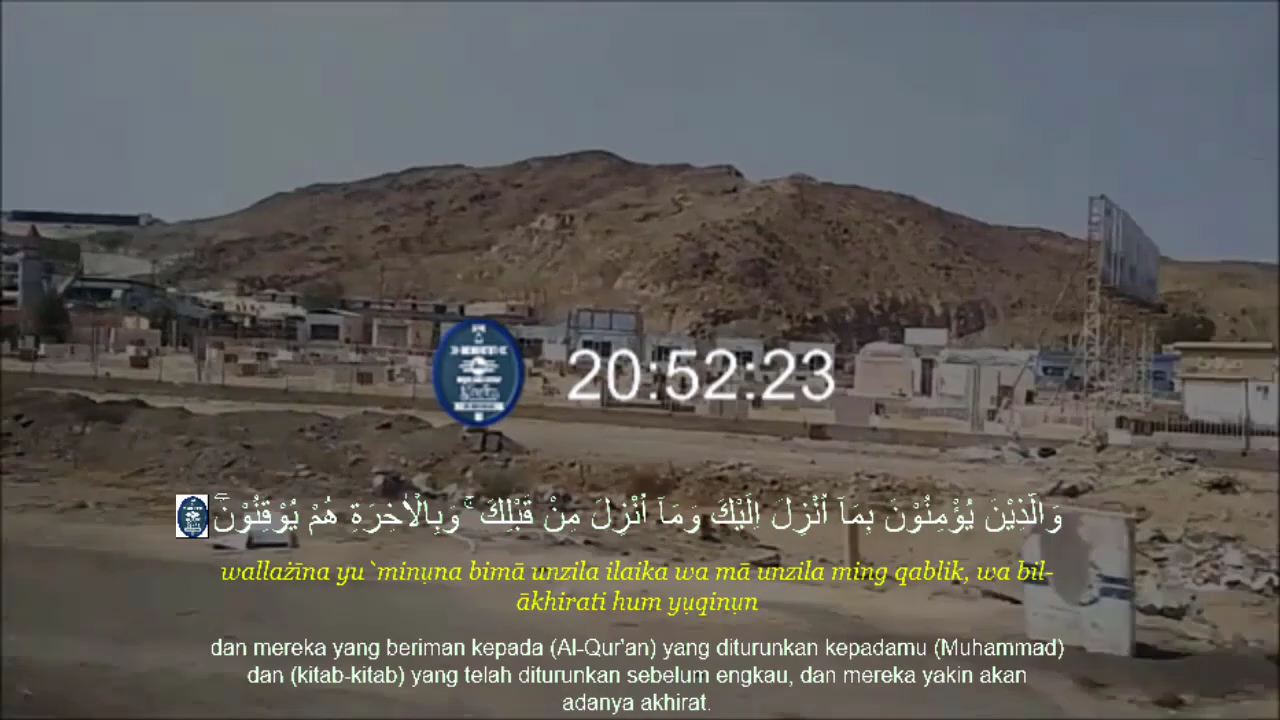 20:52:23
وَالَّذِيْنَ يُؤْمِنُوْنَ بِمَآ اُنْزِلَ اِلَيْكَ وَمَآ اُنْزِلَ مِنْ قَبْلِكَ ۚ وَبِالْاٰخِرَةِ هُمْ يُوْقِنُوْنَۗ
wallażīna yu`minụna bimā unzila ilaika wa mā unzila ming qablik, wa bil-
ākhirati hum yụqinụn
dan mereka yang beriman kepada (Al-Qur'an) yang diturunkan kepadamu (Muhammad)
dan (kitab-kitab) yang telah diturunkan sebelum engkau, dan mereka yakin akan
adanya akhirat.